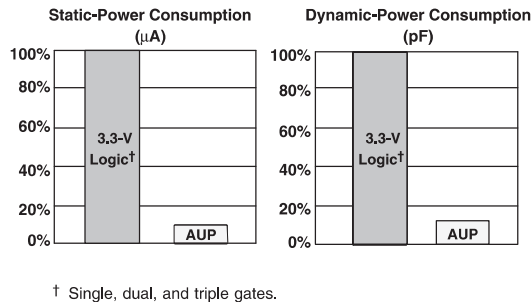 Static-Power Consumption
(µA)
100%
80%
60%
40%
20%
0%
3.3-V
Logic†
AUP
Dynamic-Power Consumption
(pF)
100%
80%
60%
40%
20%
0%
3.3-V
Logic†
AUP
† Single, dual, and triple gates.